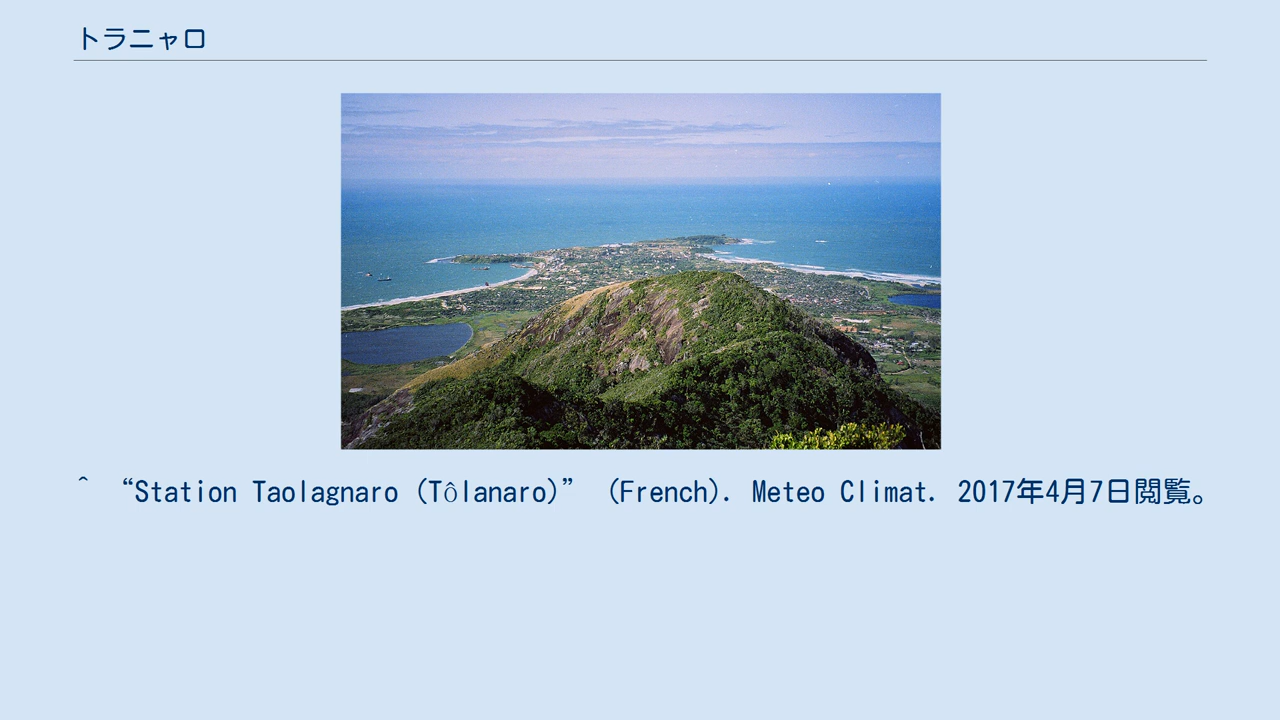 トラニャロ
^ “Station Taolagnaro (Tôlanaro)” (French). Meteo Climat. 2017年4月7日閲覧。